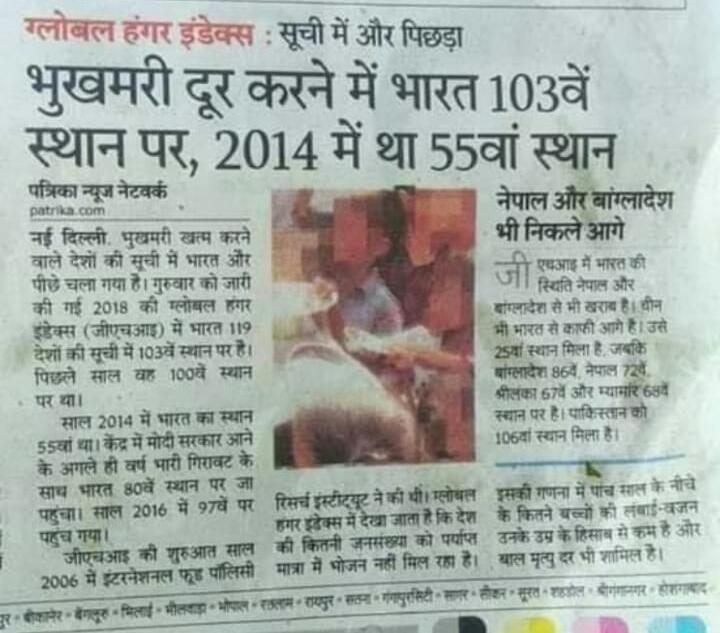 ग्लोबल हंगर इंडेक्स : सूची में और पिछड़ा
भुखमरी दूर करने में भारत 103वें
स्थान पर, 2014 में था 55वां स्थान
पत्रिका न्यूज नेटवर्क
patrika.com
नई दिल्ली. भुखमरी खत्म करने
वाले देशों की सूची में भारत और
पीछे चला गया है। गुरुवार को जारी
की गई 2018 की ग्लोबल हंगर
इंडेक्स (जीएचआइ) में भारत 119
देशों की सूची में 103वें स्थान पर है।
पिछले साल वह 100वें स्थान
पर था।
साल 2014 में भारत का स्थान
55वां था। केंद्र में मोदी सरकार आने
के अगले ही वर्ष भारी गिरावट के
साथ भारत 80वें स्थान पर जा
पहुंचा। साल 2016 में 97वें पर
पहुंच गया।
जीएचआइ की शुरुआत साल
2006 में इंटरनेशनल फूड पॉलिसी
रिसर्च इंस्टीट्यूट ने की थी। ग्लोबल
हंगर इंडेक्स में देखा जाता है कि देश
की कितनी जनसंख्या को पर्याप्त
मात्रा में भोजन नहीं मिल रहा है।
नेपाल और बांग्लादेश
भी निकले आगे
जीएचआइ में भारत की
स्थिति नेपाल और
बांग्लादेश से भी खराब है। चीन
भी भारत से काफी आगे है। उसे
25वां स्थान मिला है, जबकि
बांग्लादेश 86वें, नेपाल 72वें,
श्रीलंका 67वें और म्यामांर 68वें
स्थान पर है। पाकिस्तान को
106वां स्थान मिला है।
इसकी गणना में पांच साल के नीचे
के कितने बच्चों की लंबाई-वजन
उनके उम्र के हिसाब से कम है और
बाल मृत्यु दर भी शामिल है।
पुर • बीकानेर • बेंगलुरु • भिलाई • भीलवाड़ा • भोपाल • रतलाम • रायपुर • सतना • गंगापुरसिटी • सागर • सीकर • सूरत • शहडोल • श्रीगंगानगर • होशंगाबाद